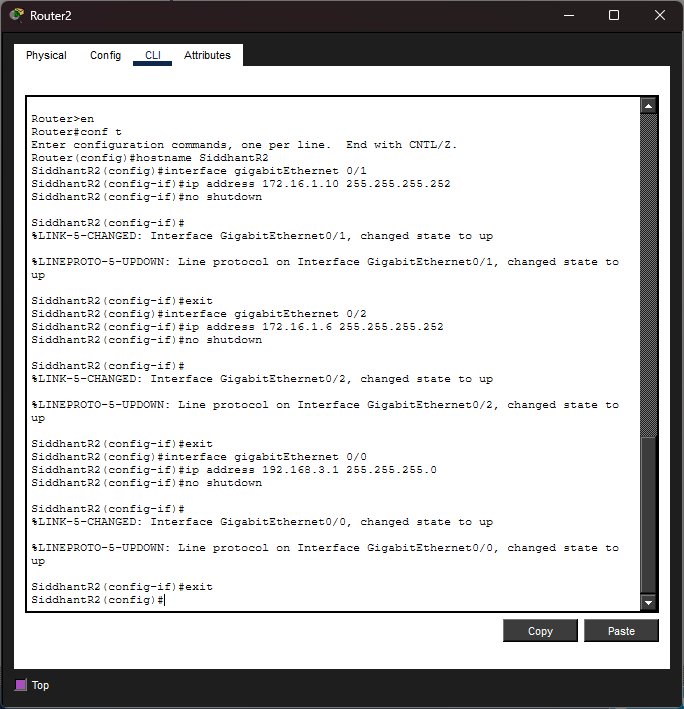 Router2
Physical Config CLI Attributes
Router>en
Router#conf t
Enter configuration commands, one per line.  End with CNTL/Z.
Router(config)#hostname SiddhantR2
SiddhantR2(config)#interface gigabitEthernet 0/1
SiddhantR2(config-if)#ip address 172.16.1.10 255.255.255.252
SiddhantR2(config-if)#no shutdown
SiddhantR2(config-if)#
%LINK-5-CHANGED: Interface GigabitEthernet0/1, changed state to up
%LINEPROTO-5-UPDOWN: Line protocol on Interface GigabitEthernet0/1, changed state to
up
SiddhantR2(config-if)#exit
SiddhantR2(config)#interface gigabitEthernet 0/2
SiddhantR2(config-if)#ip address 172.16.1.6 255.255.255.252
SiddhantR2(config-if)#no shutdown
SiddhantR2(config-if)#
%LINK-5-CHANGED: Interface GigabitEthernet0/2, changed state to up
%LINEPROTO-5-UPDOWN: Line protocol on Interface GigabitEthernet0/2, changed state to
up
SiddhantR2(config-if)#exit
SiddhantR2(config)#interface gigabitEthernet 0/0
SiddhantR2(config-if)#ip address 192.168.3.1 255.255.255.0
SiddhantR2(config-if)#no shutdown
SiddhantR2(config-if)#
%LINK-5-CHANGED: Interface GigabitEthernet0/0, changed state to up
%LINEPROTO-5-UPDOWN: Line protocol on Interface GigabitEthernet0/0, changed state to
up
SiddhantR2(config-if)#exit
SiddhantR2(config)#
Copy Paste
Top